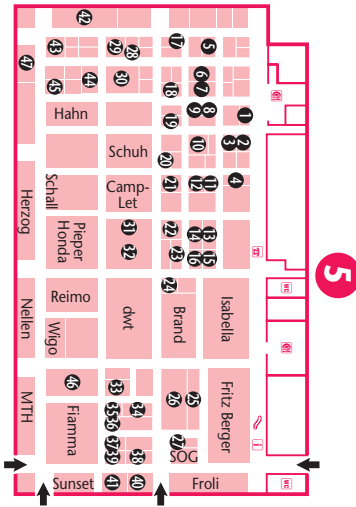 42
47
43
29
28
17
5
45
44
30
18
6
7
Hahn
19
9
8
1
Schuh
20
10
3
2
Herzog
Schall
Camp-
Let
21
12
11
4
Pieper
Honda
31
32
22
23
14
13
16
15
5
Nellen
Reimo
Wigo
dwt
24
Brand
Isabella
WC
MTH
46
Fiamma
33
34
35
36
37
39
38
26
25
27
SOG
Fritz Berger
i
Sunset
41
40
Froli
WC